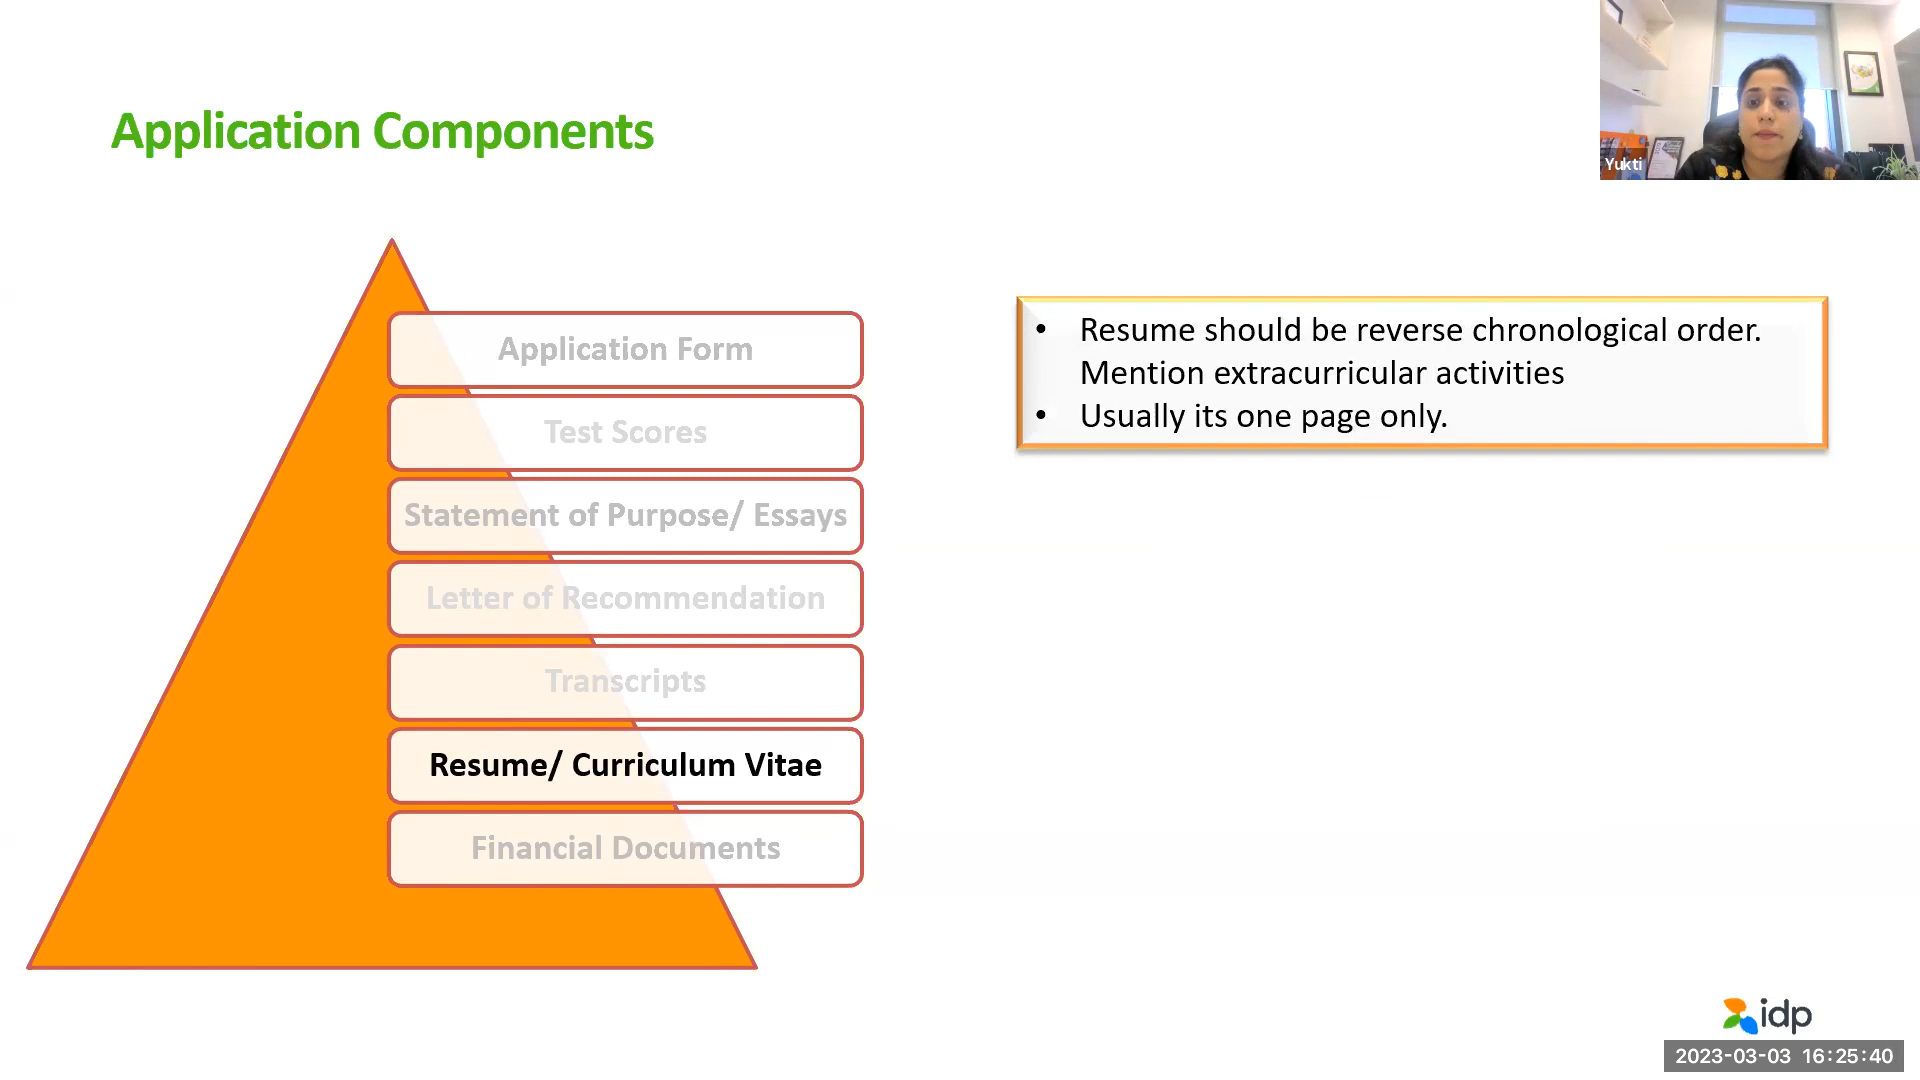 Application Components
Yukti
Application Form
Test Scores
Statement of Purpose/ Essays
Letter of Recommendation
Transcripts
Resume/ Curriculum Vitae
Financial Documents
• Resume should be reverse chronological order.
Mention extracurricular activities
• Usually its one page only.
idp
2023-03-03 16:25:40